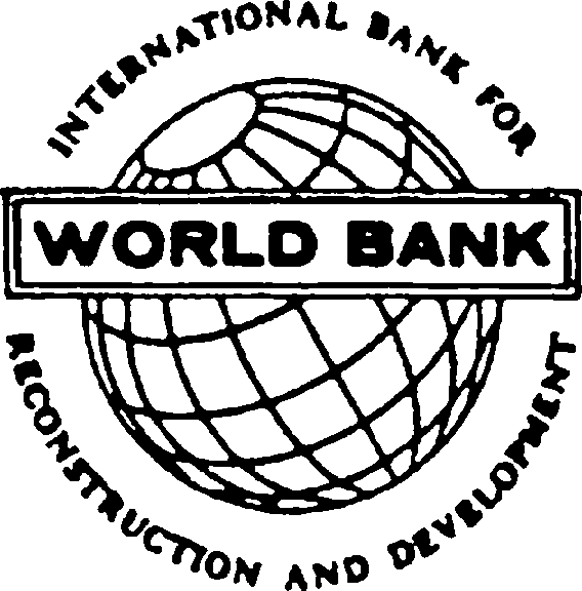 INTERNATIONAL BANK FOR
WORLD BANK
RECONSTRUCTION AND DEVELOPMENT